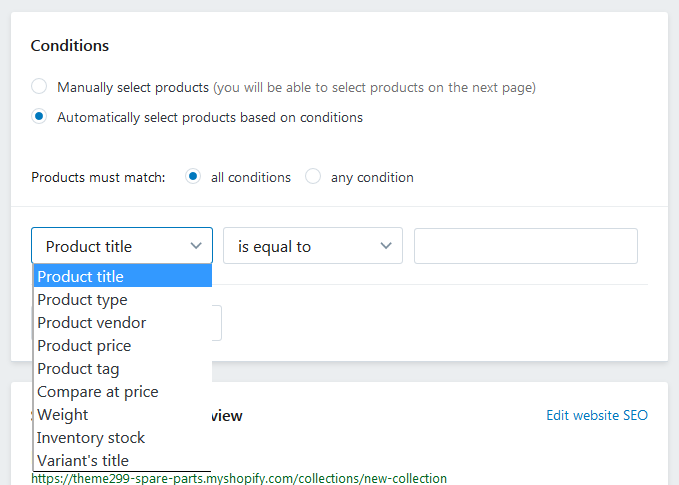 Conditions
Manually select products (you will be able to select products on the next page)
Automatically select products based on conditions
Products must match: all conditions any condition
Product title is equal to
Product title
Product type
Product vendor
Product price
Product tag
Compare at price
Weight
Edit website SEO
Inventory stock
Variant's title
https://theme299-spare-parts.myshopify.com/collections/new-collection